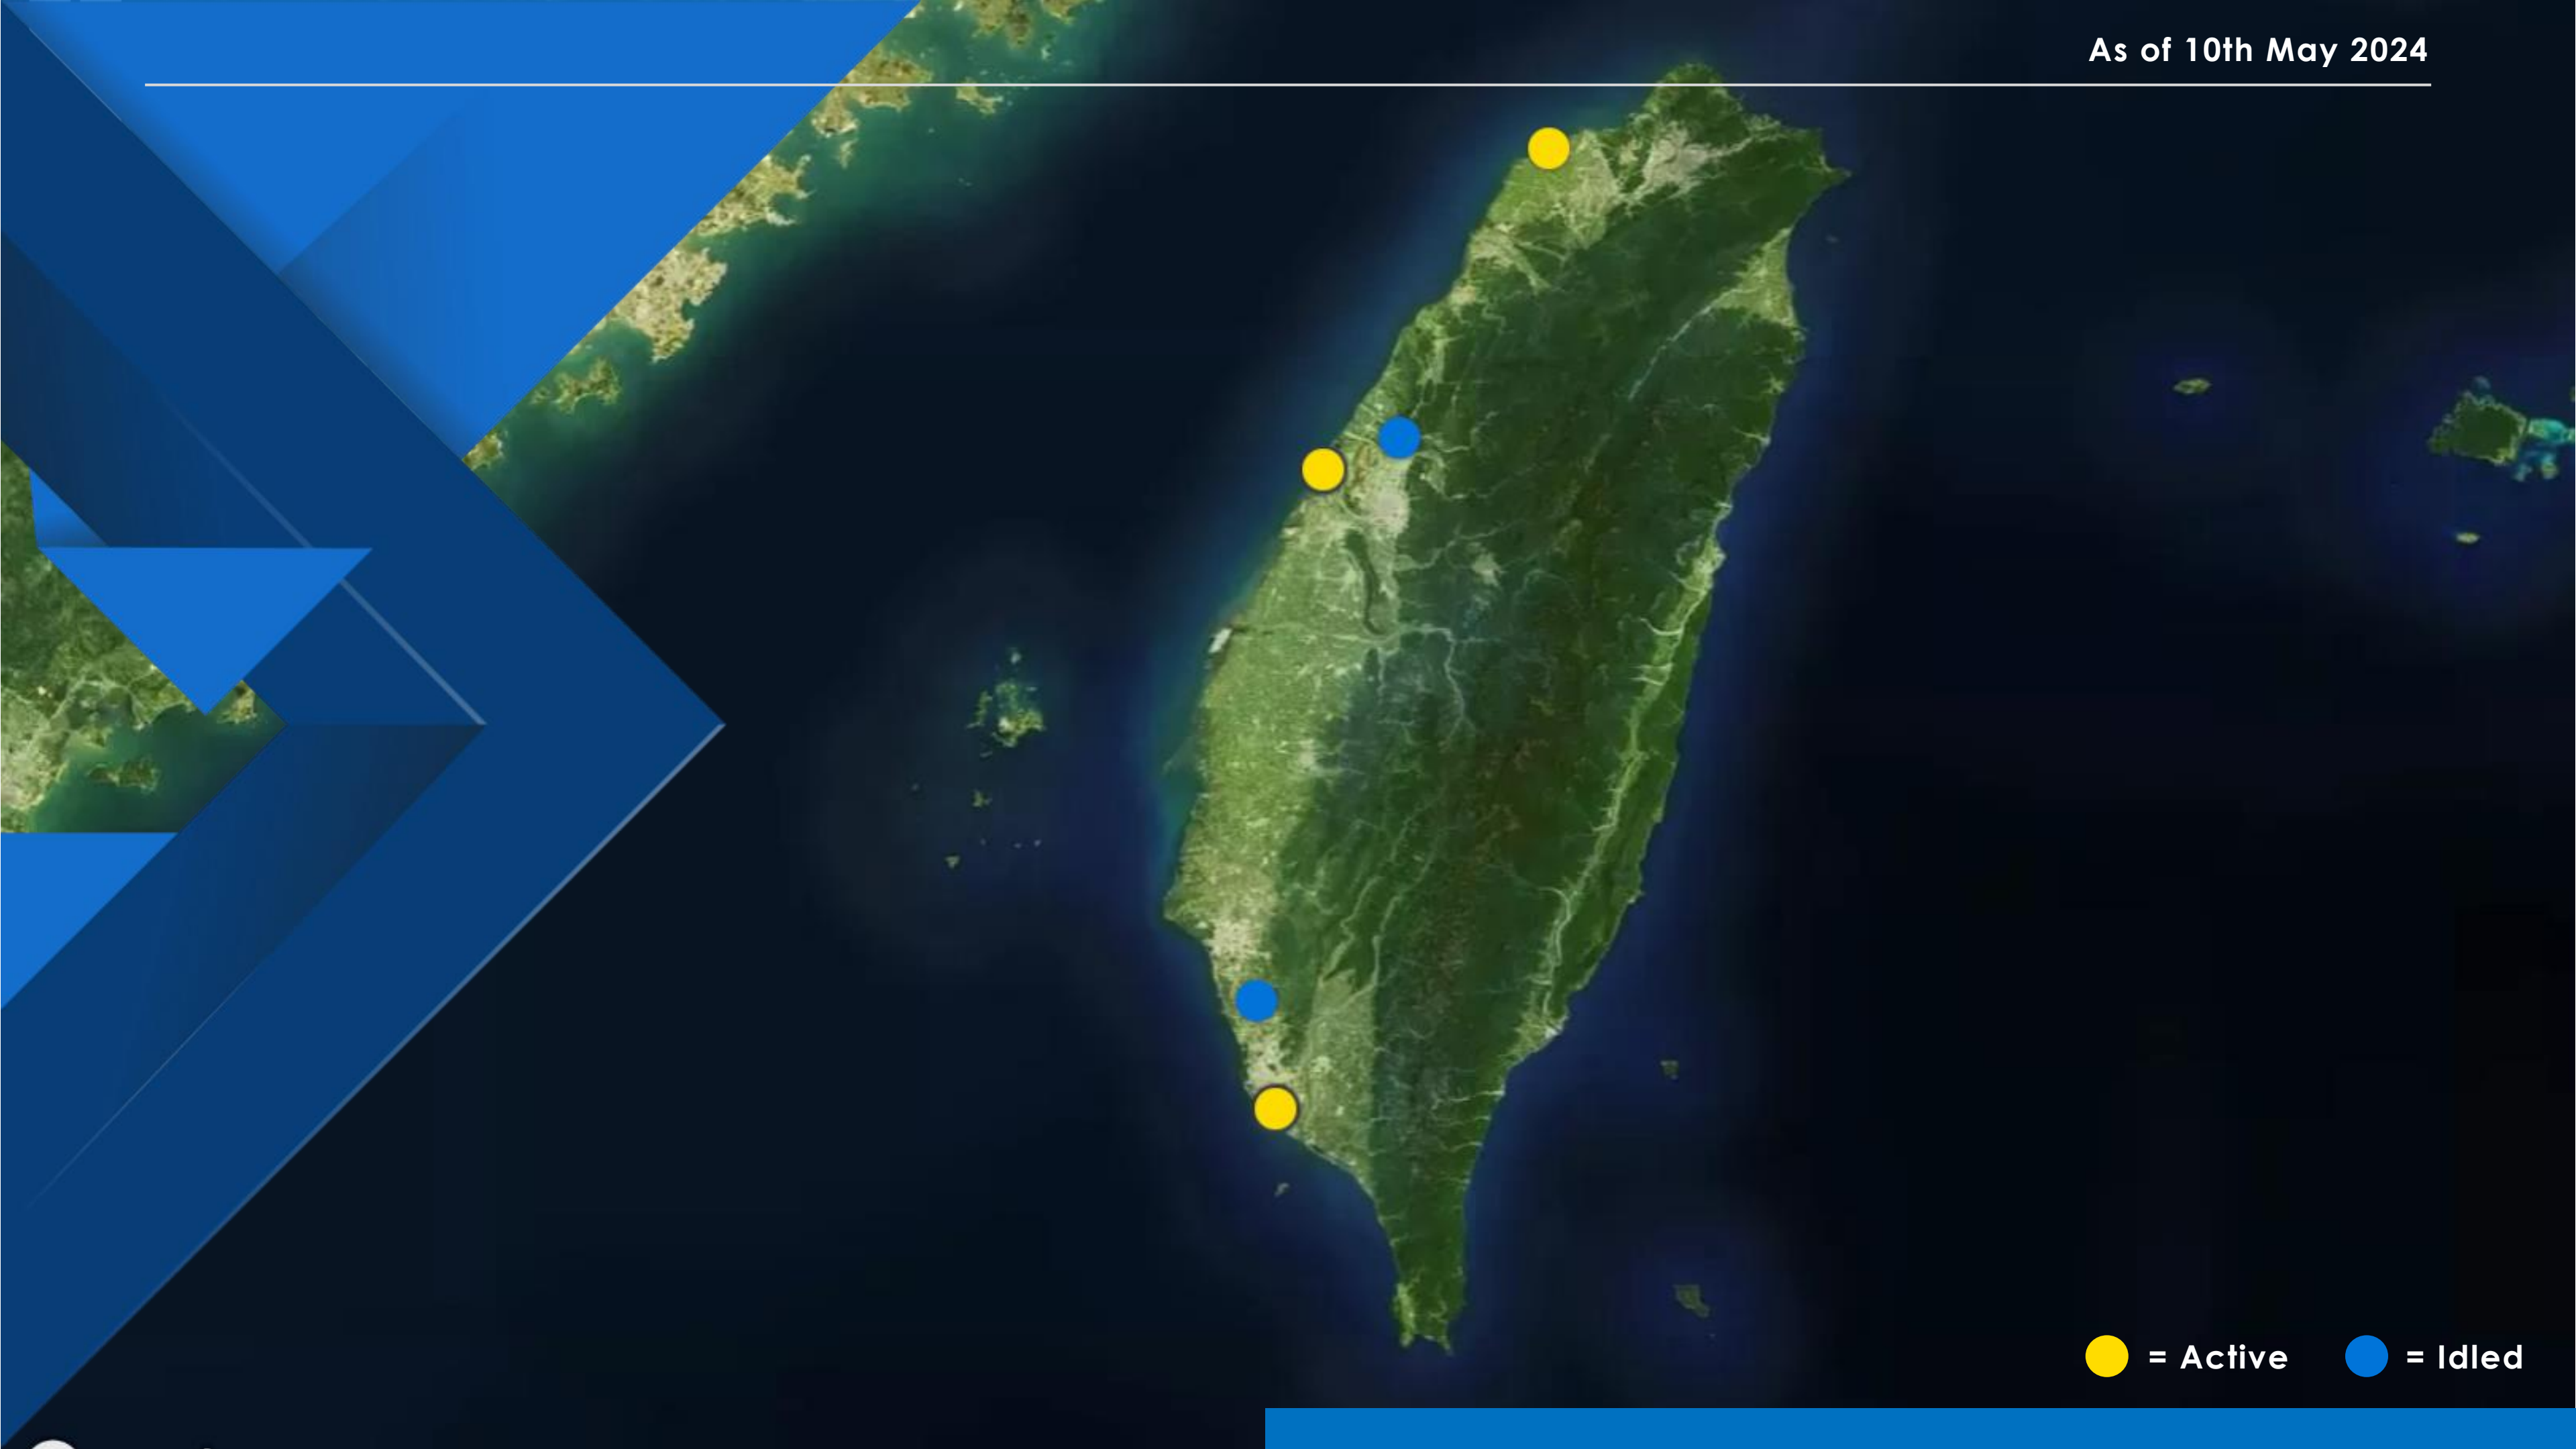 As of 10th May 2024
= Active
= Idled